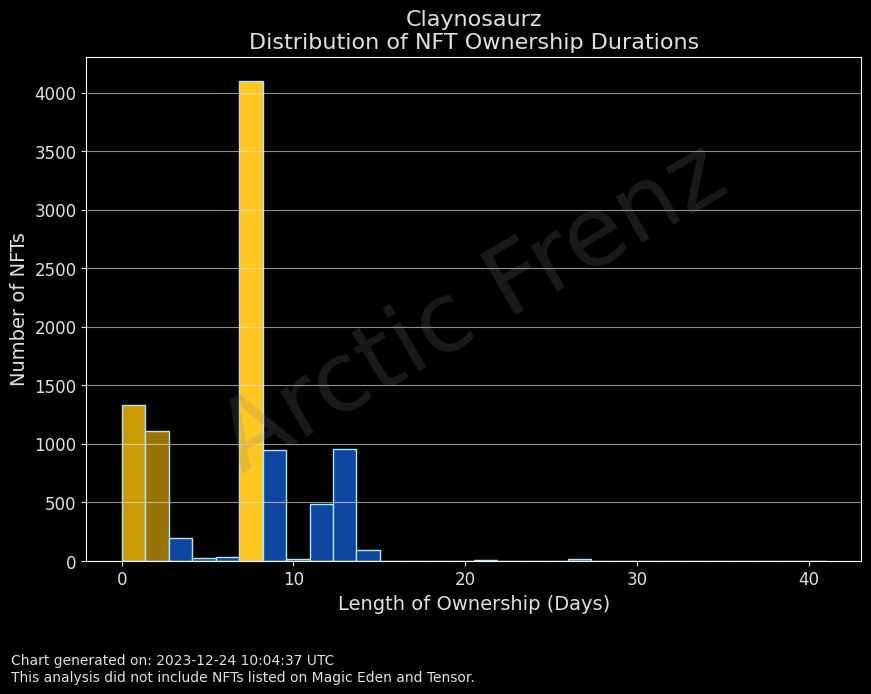 Claynosaurz
Distribution of NFT Ownership Durations
Number of NFTs
4000
3500
3000
2500
2000
1500
1000
500
0
Arctic Frenz
0 10 20 30 40
Length of Ownership (Days)
Chart generated on: 2023-12-24 10:04:37 UTC
This analysis did not include NFTs listed on Magic Eden and Tensor.